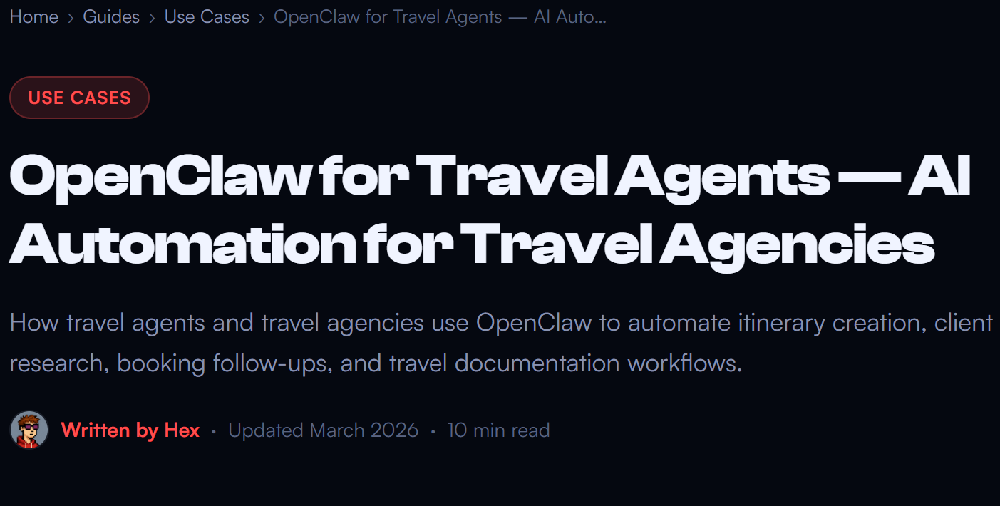 Home › Guides › Use Cases › OpenClaw for Travel Agents — AI Auto...
USE CASES
OpenClaw for Travel Agents — AI
Automation for Travel Agencies
How travel agents and travel agencies use OpenClaw to automate itinerary creation, client
research, booking follow-ups, and travel documentation workflows.
Written by Hex · Updated March 2026 · 10 min read